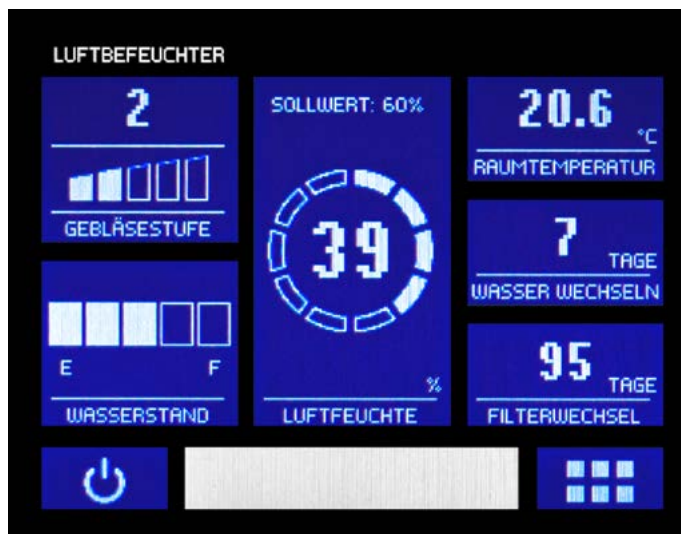 LUFTBEFEUCHTER
2
GEBLÄSESTUFE
E F
WASSERSTAND
SOLLWERT: 60%
39
%
LUFTFEUCHTE
20.6
°C
RAUMTEMPERATUR
7
TAGE
WASSER WECHSELN
95
TAGE
FILTERWECHSEL